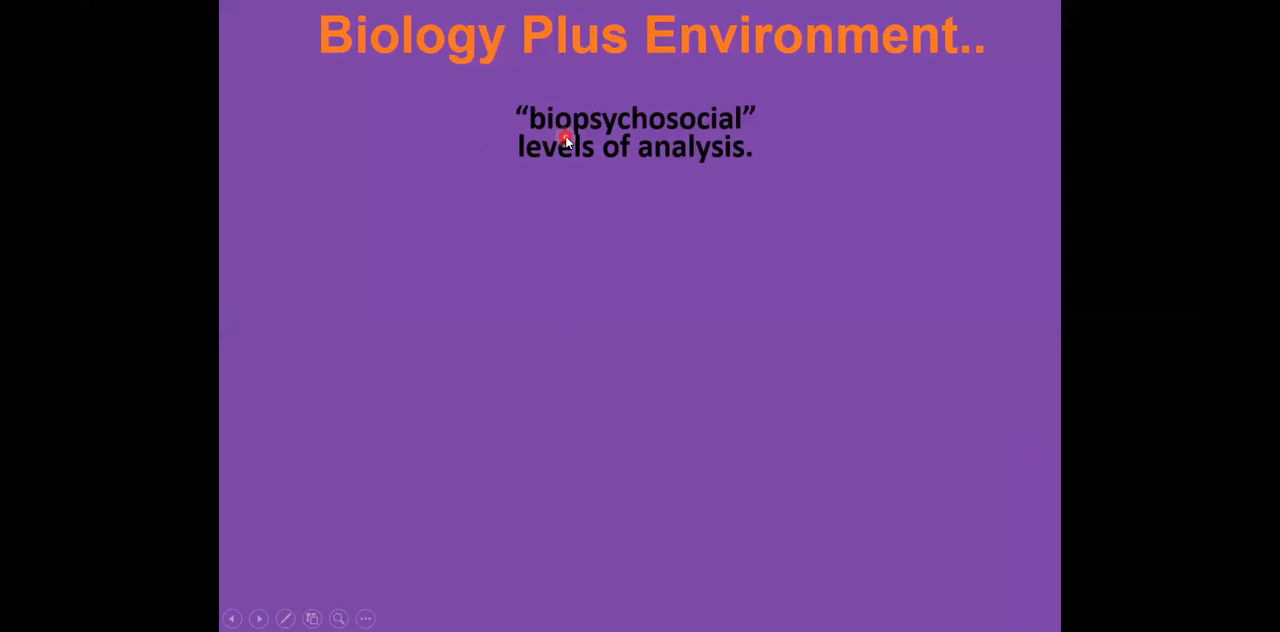 Biology Plus Environment..
“biopsychosocial”
levels of analysis.